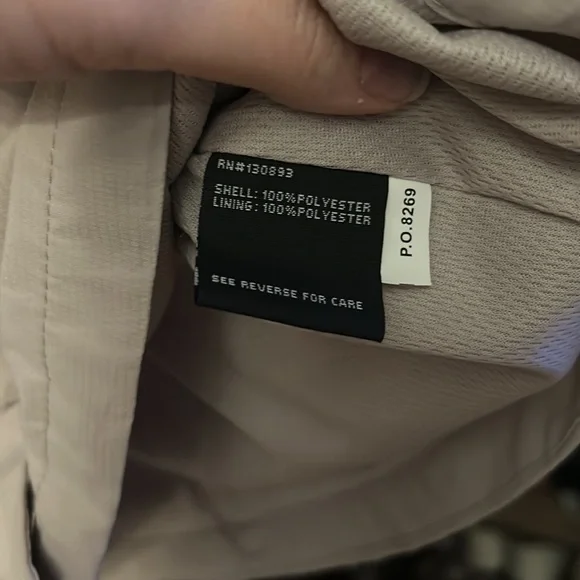 RN#130893
SHELL: 100%POLYESTER
LINING: 100%POLYESTER
SEE REVERSE FOR CARE
P.O.8269